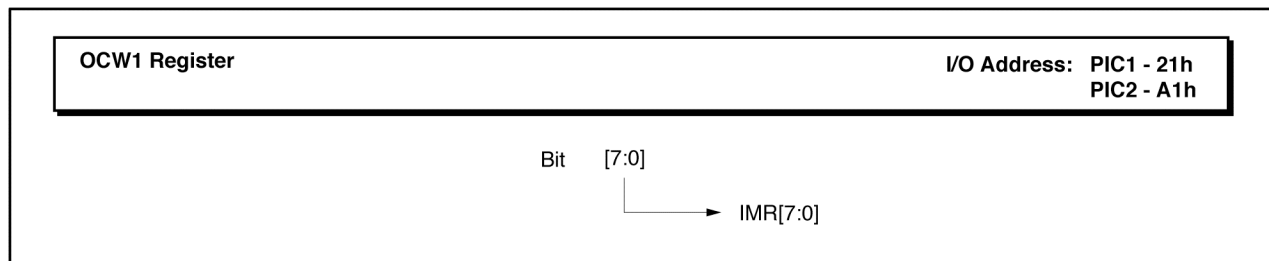 OCW1 Register
I/O Address: PIC1 - 21h
PIC2 - A1h
Bit [7:0]
IMR[7:0]